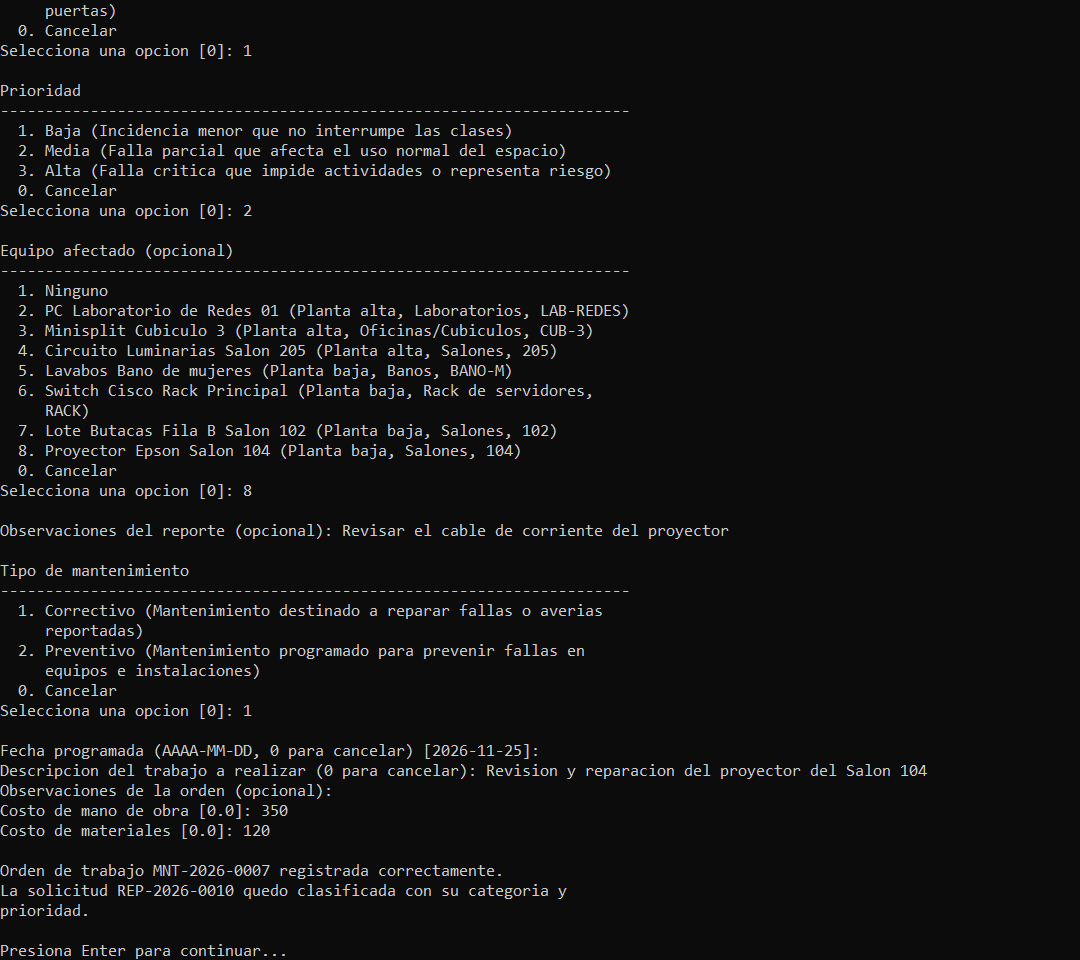 puertas)
0. Cancelar
Selecciona una opcion [0]: 1
Prioridad
----------------------------------------------------------------------
1. Baja (Incidencia menor que no interrumpe las clases)
2. Media (Falla parcial que afecta el uso normal del espacio)
3. Alta (Falla critica que impide actividades o representa riesgo)
0. Cancelar
Selecciona una opcion [0]: 2
Equipo afectado (opcional)
----------------------------------------------------------------------
1. Ninguno
2. PC Laboratorio de Redes 01 (Planta alta, Laboratorios, LAB-REDES)
3. Minisplit Cubiculo 3 (Planta alta, Oficinas/Cubiculos, CUB-3)
4. Circuito Luminarias Salon 205 (Planta alta, Salones, 205)
5. Lavabos Bano de mujeres (Planta baja, Banos, BANO-M)
6. Switch Cisco Rack Principal (Planta baja, Rack de servidores,
RACK)
7. Lote Butacas Fila B Salon 102 (Planta baja, Salones, 102)
8. Proyector Epson Salon 104 (Planta baja, Salones, 104)
0. Cancelar
Selecciona una opcion [0]: 8
Observaciones del reporte (opcional): Revisar el cable de corriente del proyector
Tipo de mantenimiento
----------------------------------------------------------------------
1. Correctivo (Mantenimiento destinado a reparar fallas o averias
reportadas)
2. Preventivo (Mantenimiento programado para prevenir fallas en
equipos e instalaciones)
0. Cancelar
Selecciona una opcion [0]: 1
Fecha programada (AAAA-MM-DD, 0 para cancelar) [2026-11-25]:
Descripcion del trabajo a realizar (0 para cancelar): Revision y reparacion del proyector del Salon 104
Observaciones de la orden (opcional):
Costo de mano de obra [0.0]: 350
Costo de materiales [0.0]: 120
Orden de trabajo MNT-2026-0007 registrada correctamente.
La solicitud REP-2026-0010 quedo clasificada con su categoria y
prioridad.
Presiona Enter para continuar...